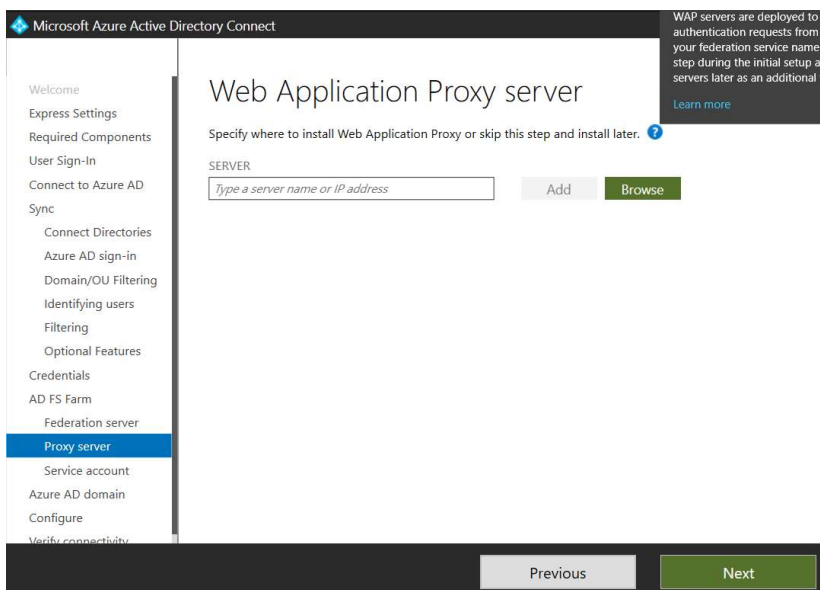 Microsoft Azure Active Directory Connect
WAP servers are deployed to
authentication requests from
your federation service name
step during the initial setup a
servers later as an additional
Learn more
Welcome
Express Settings
Required Components
User Sign-In
Connect to Azure AD
Sync
Connect Directories
Azure AD sign-in
Domain/OU Filtering
Identifying users
Filtering
Optional Features
Credentials
AD FS Farm
Federation server
Proxy server
Service account
Azure AD domain
Configure
Verify connectivity
Web Application Proxy server
Specify where to install Web Application Proxy or skip this step and install later. ?
SERVER
Type a server name or IP address
Add
Browse
Previous
Next